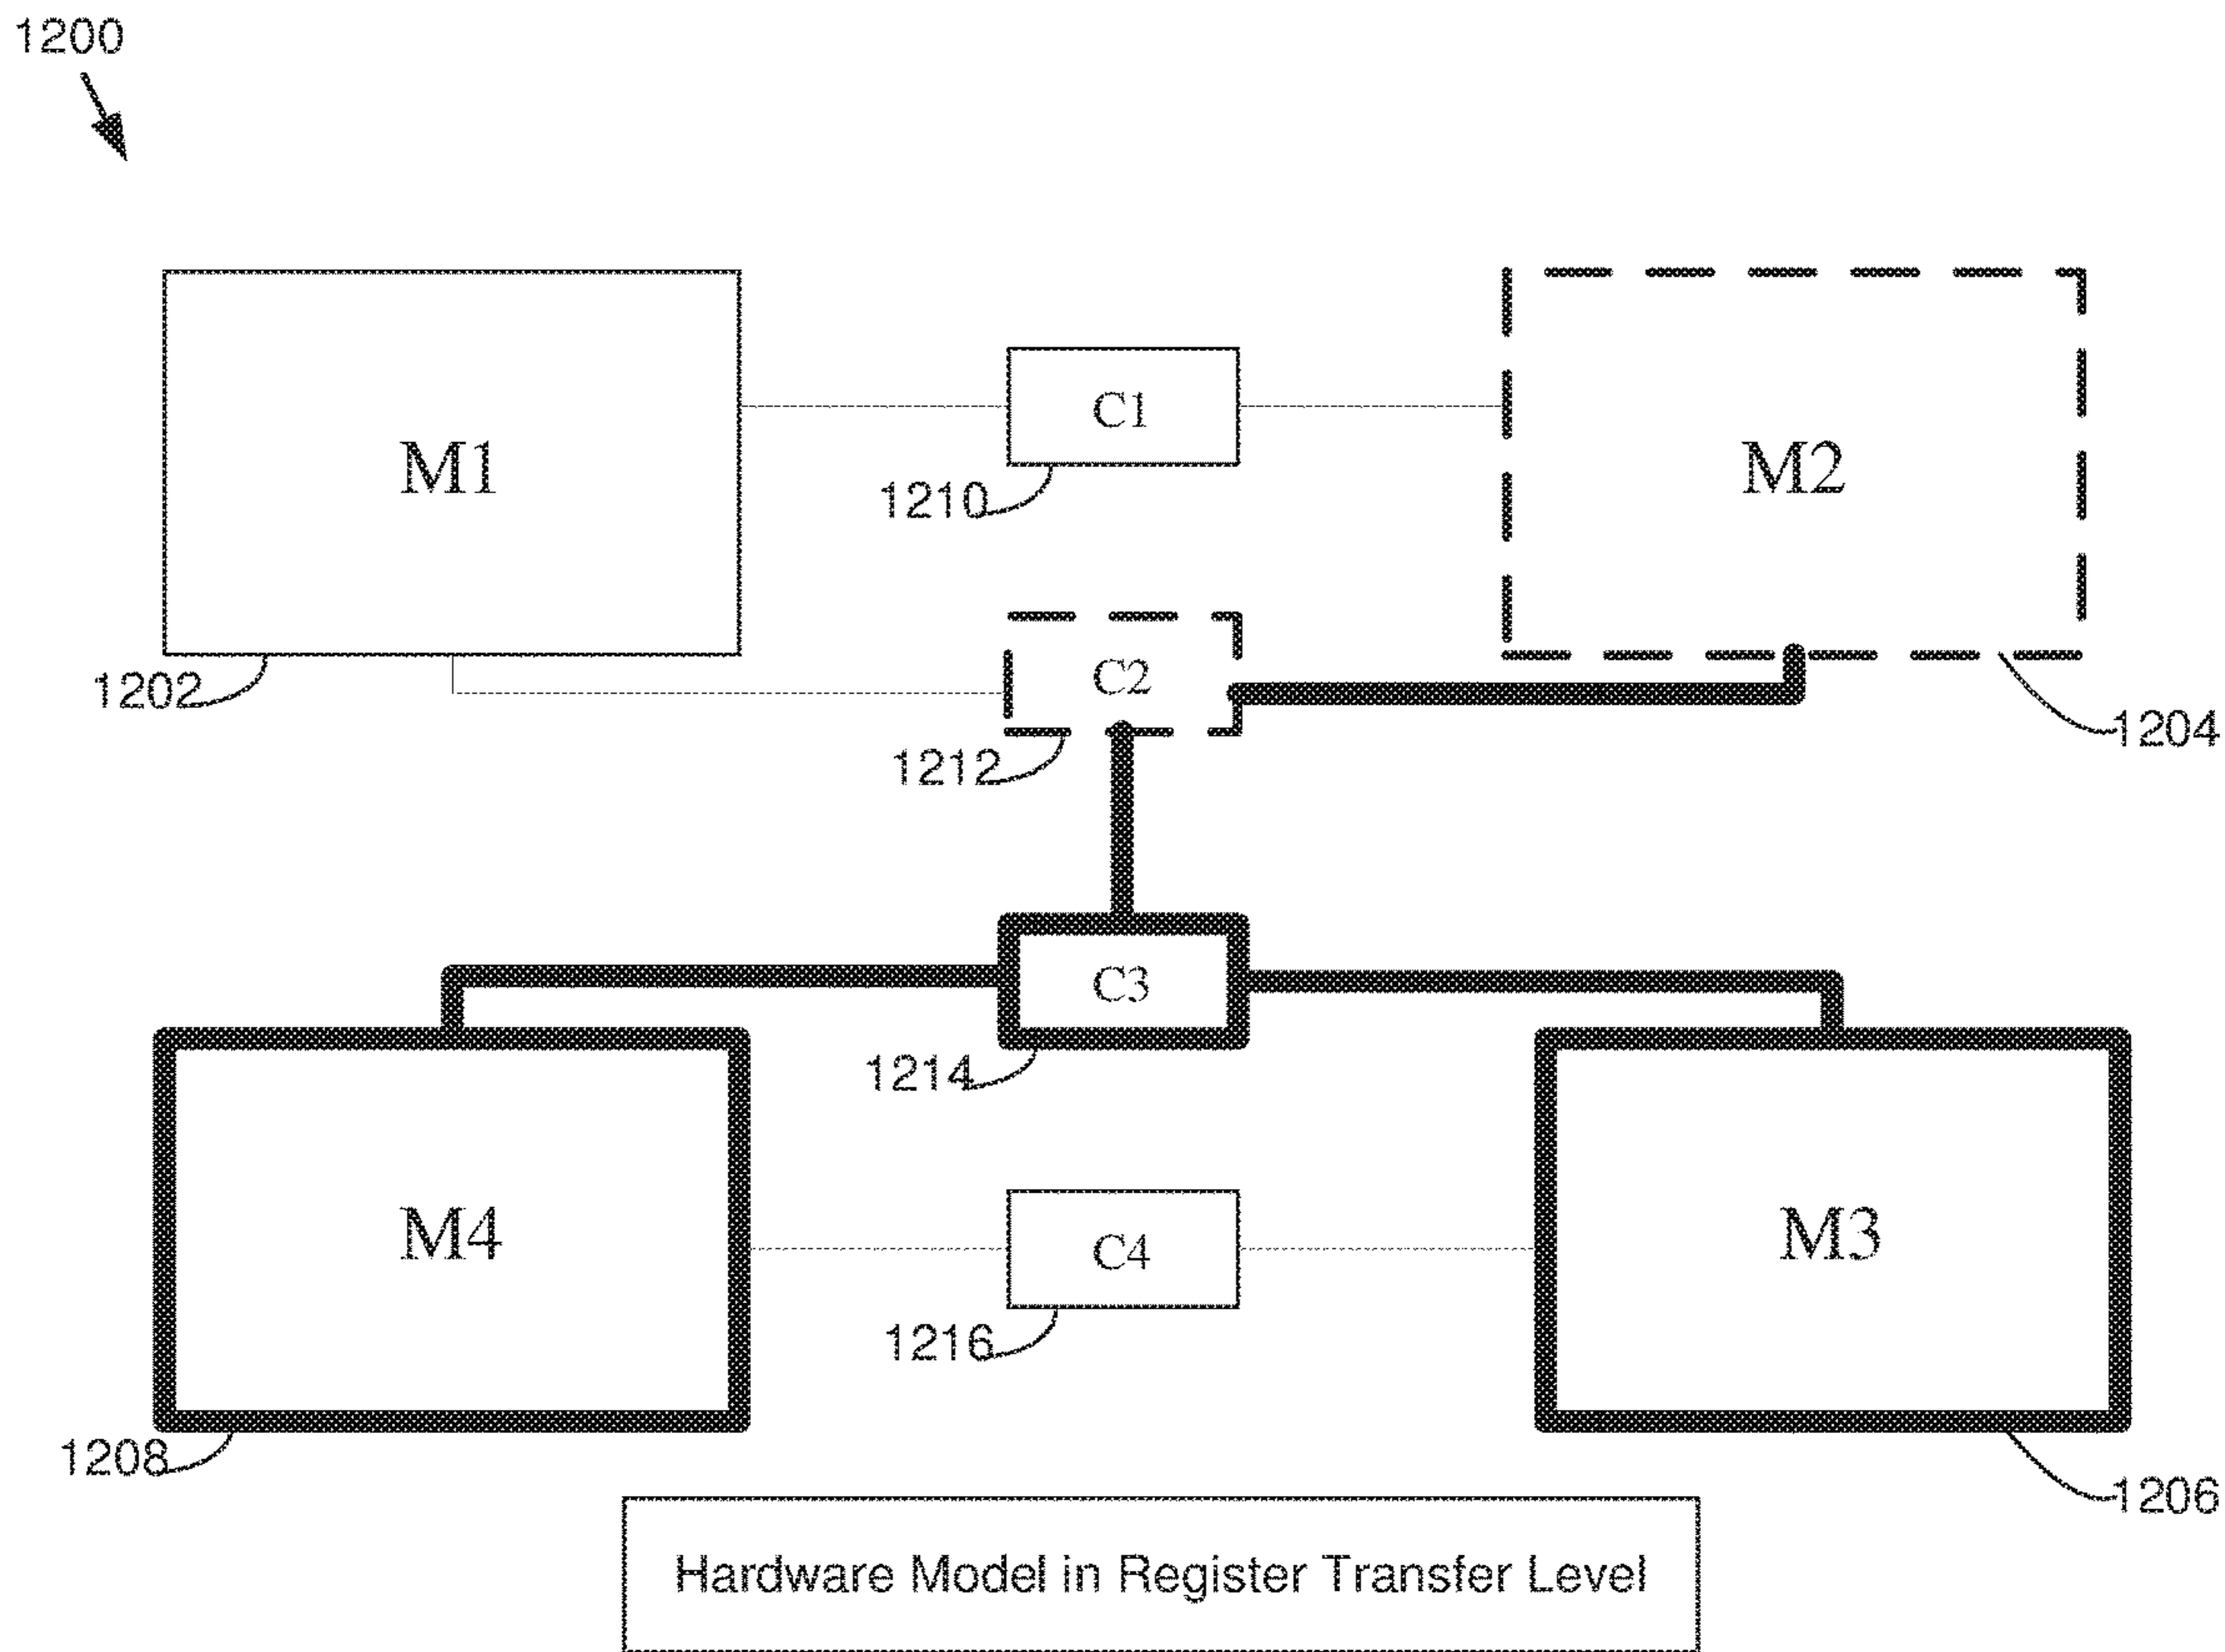 1200
M1
C1
M2
1210
C2
1202
1204
1212
C3
1214
M4
C4
M3
1216
1208
1206
Hardware Model in Register Transfer Level